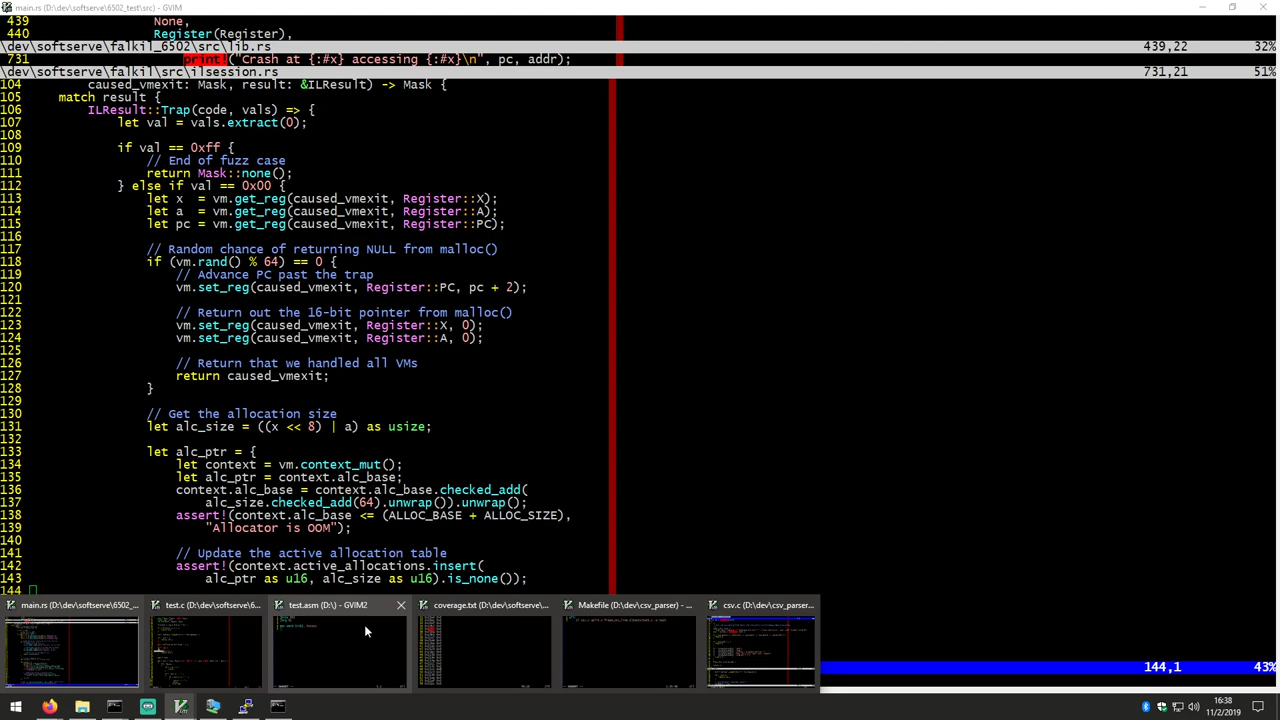 main.rs (D:\dev\softserve\6502_test\src) - GVIM
439                     None,
440                     Register(Register),
\dev\softserve\falkil_6502\src\lib.rs 439,22 32%
731                         print!("Crash at {:#x} accessing {:#x}\n", pc, addr);
\dev\softserve\falkil\src\ilsession.rs 731,21 51%
104         caused_vmexit: Mask, result: &ILResult) -> Mask {
105     match result {
106         ILResult::Trap(code, vals) => {
107             let val = vals.extract(0);
108
109             if val == 0xff {
110                 // End of fuzz case
111                 return Mask::none();
112             } else if val == 0x00 {
113                 let x  = vm.get_reg(caused_vmexit, Register::X);
114                 let a  = vm.get_reg(caused_vmexit, Register::A);
115                 let pc = vm.get_reg(caused_vmexit, Register::PC);
116
117                 // Random chance of returning NULL from malloc()
118                 if (vm.rand() % 64) == 0 {
119                     // Advance PC past the trap
120                     vm.set_reg(caused_vmexit, Register::PC, pc + 2);
121
122                     // Return out the 16-bit pointer from malloc()
123                     vm.set_reg(caused_vmexit, Register::X, 0);
124                     vm.set_reg(caused_vmexit, Register::A, 0);
125
126                     // Return that we handled all VMs
127                     return caused_vmexit;
128                 }
129
130                 // Get the allocation size
131                 let alc_size = ((x << 8) | a) as usize;
132
133                 let alc_ptr = {
134                     let context = vm.context_mut();
135                     let alc_ptr = context.alc_base;
136                     context.alc_base = context.alc_base.checked_add(
137                         alc_size.checked_add(64).unwrap()).unwrap();
138                     assert!(context.alc_base <= (ALLOC_BASE + ALLOC_SIZE),
139                         "Allocator is OOM");
140
141                     // Update the active allocation table
142                     assert!(context.active_allocations.insert(
143                         alc_ptr as u16, alc_size as u16).is_none());
144
main.rs (D:\dev\softserve\6502_... test.c (D:\dev\softserve\6... test.asm (D:\) - GVIM2 coverage.txt (D:\dev\softserve\... Makefile (D:\dev\csv_parser) - ... csv.c (D:\dev\csv_parser...
144,1 43%
16:38
11/2/2019